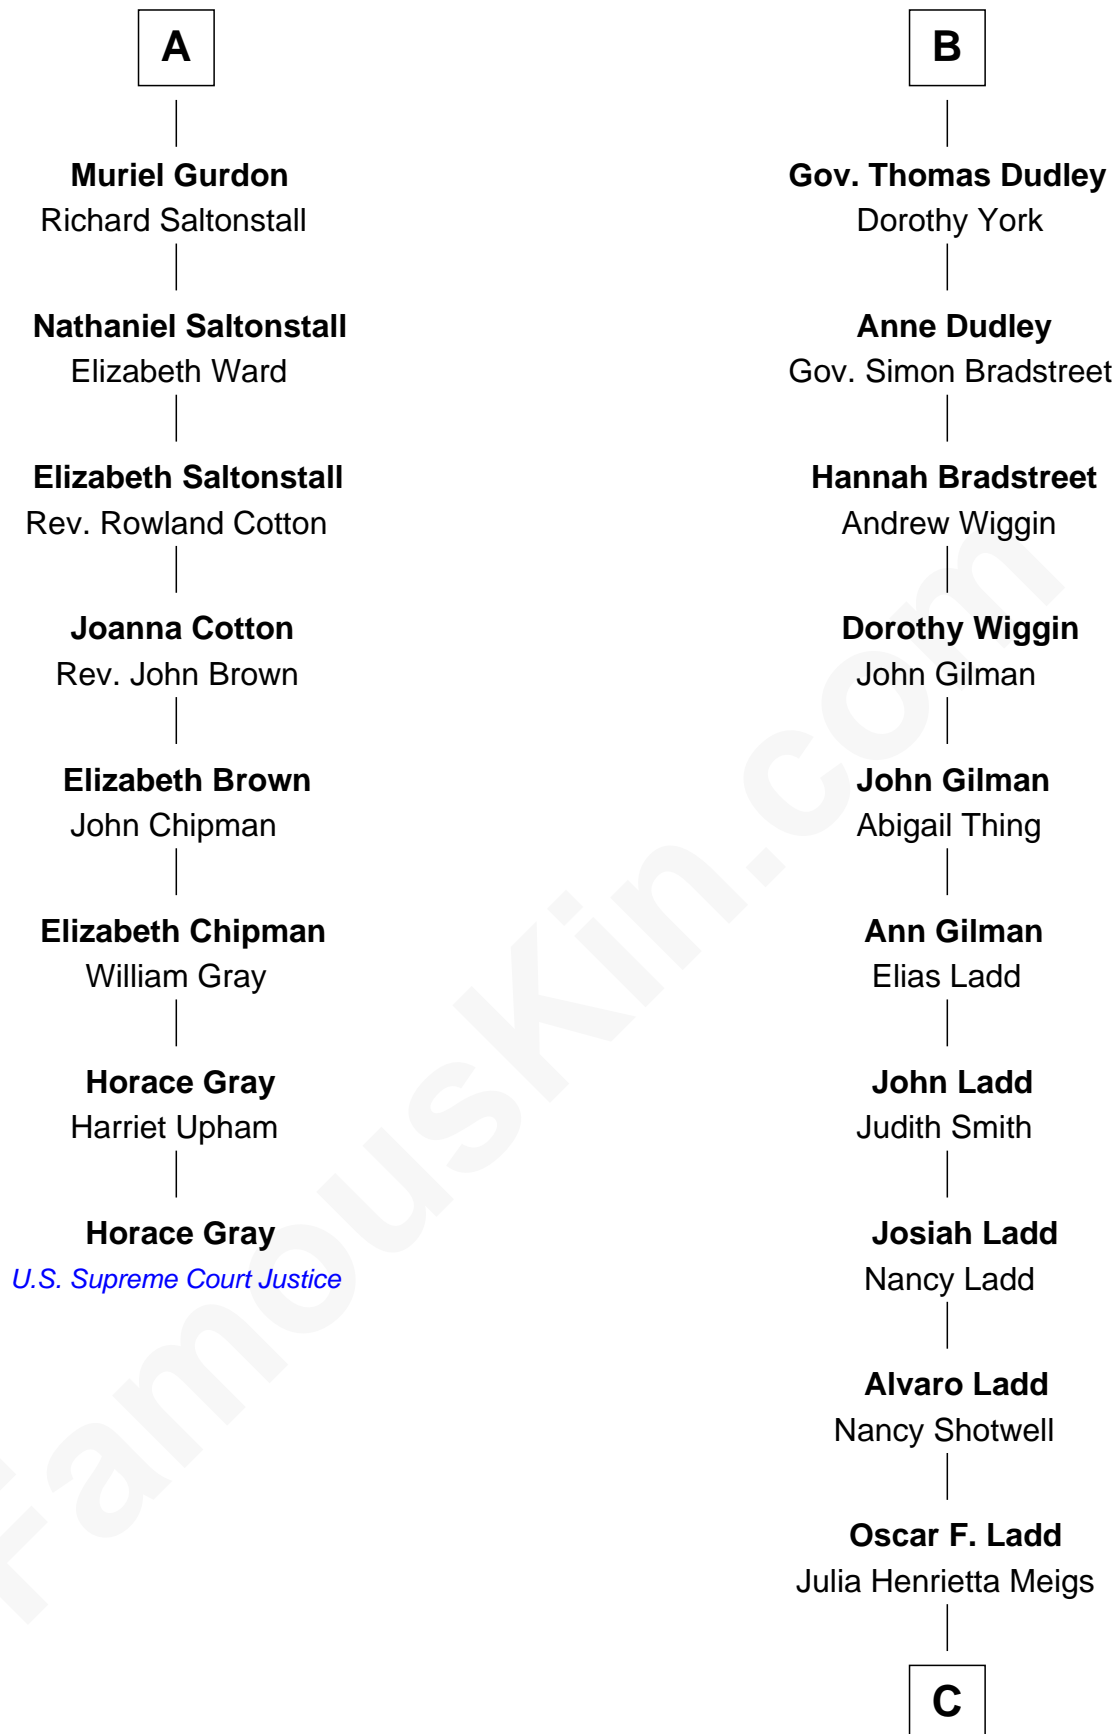 A
Muriel Gurdon
Richard Saltonstall
Nathaniel Saltonstall
Elizabeth Ward
Elizabeth Saltonstall
Rev. Rowland Cotton
Joanna Cotton
Rev. John Brown
Elizabeth Brown
John Chipman
Elizabeth Chipman
William Gray
Horace Gray
Harriet Upham
Horace Gray
U.S. Supreme Court Justice
B
Gov. Thomas Dudley
Dorothy York
Anne Dudley
Gov. Simon Bradstreet
Hannah Bradstreet
Andrew Wiggin
Dorothy Wiggin
John Gilman
John Gilman
Abigail Thing
Ann Gilman
Elias Ladd
John Ladd
Judith Smith
Josiah Ladd
Nancy Ladd
Alvaro Ladd
Nancy Shotwell
Oscar F. Ladd
Julia Henrietta Meigs
C
FamousKin.com